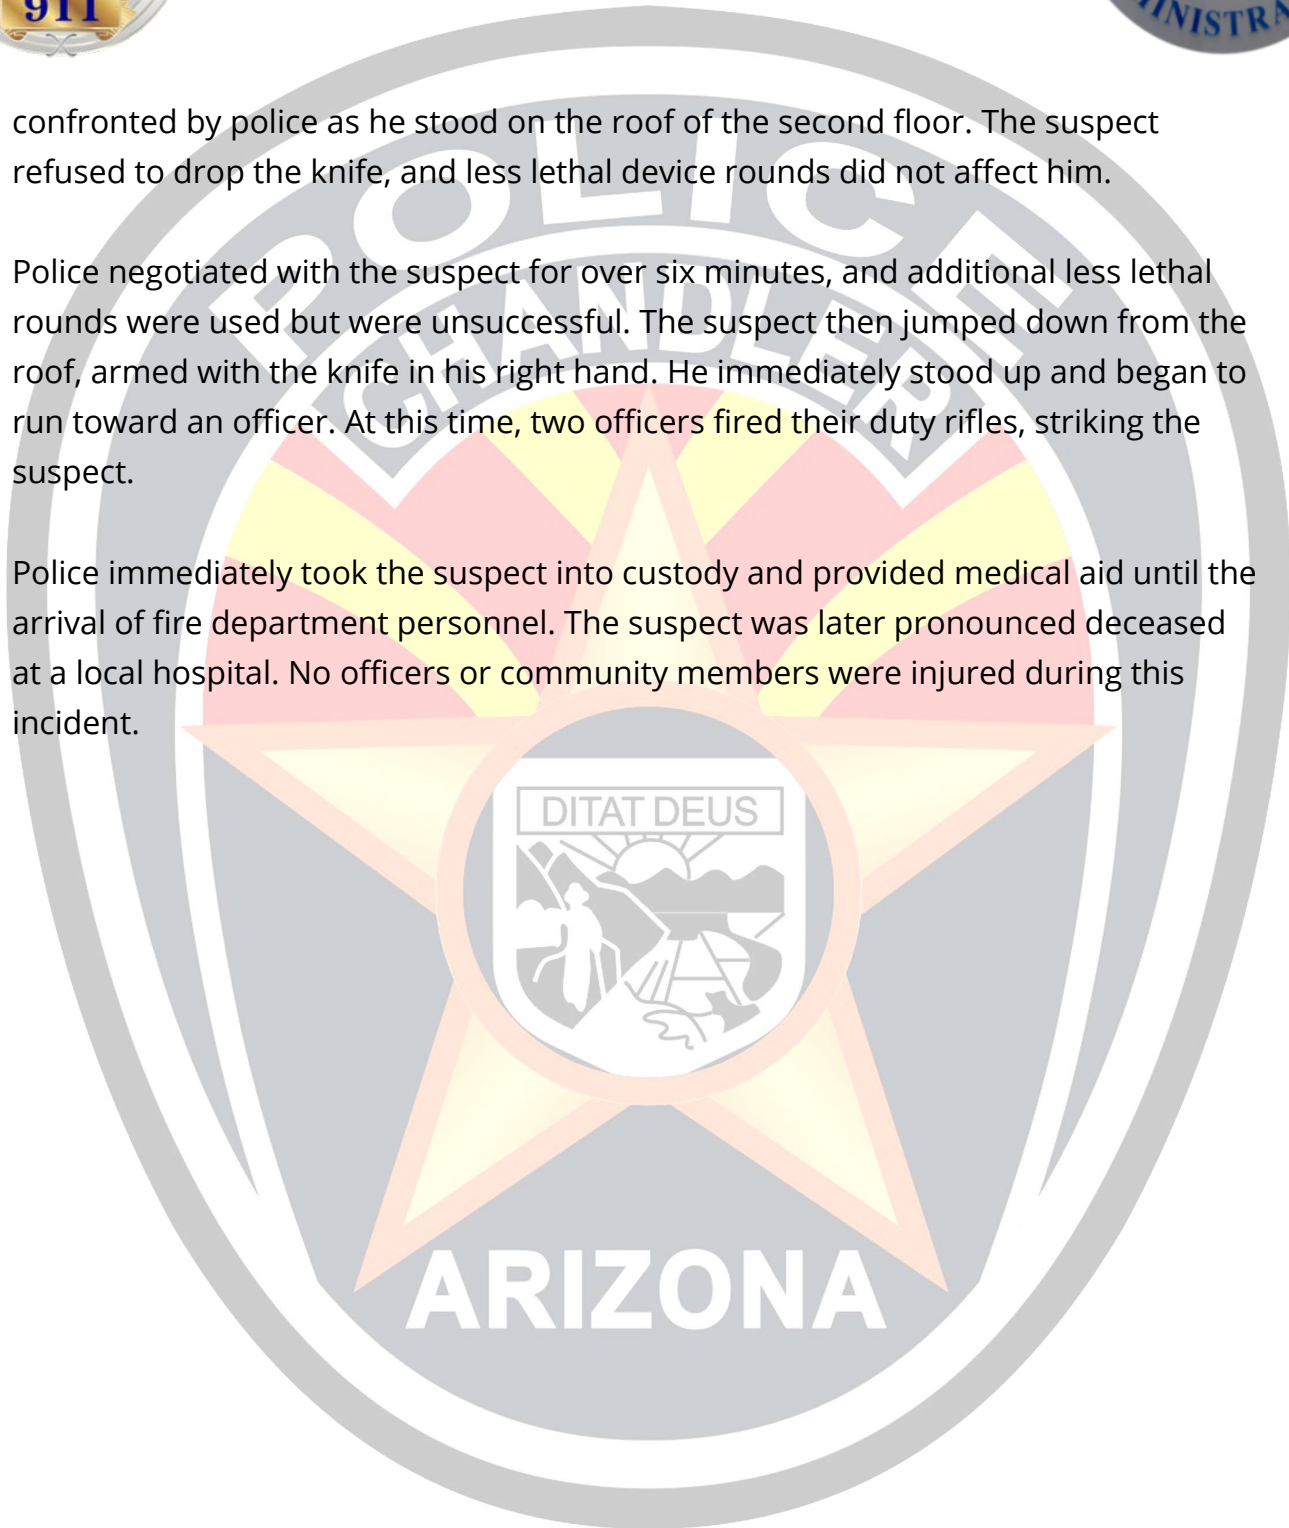 911
confronted by police as he stood on the roof of the second floor. The suspect
refused to drop the knife, and less lethal device rounds did not affect him.
Police negotiated with the suspect for over six minutes, and additional less lethal
rounds were used but were unsuccessful. The suspect then jumped down from the
roof, armed with the knife in his right hand. He immediately stood up and began to
run toward an officer. At this time, two officers fired their duty rifles, striking the
suspect.
Police immediately took the suspect into custody and provided medical aid until the
arrival of fire department personnel. The suspect was later pronounced deceased
at a local hospital. No officers or community members were injured during this
incident.
POLICE
CHANDLER
DITAT DEUS
ARIZONA